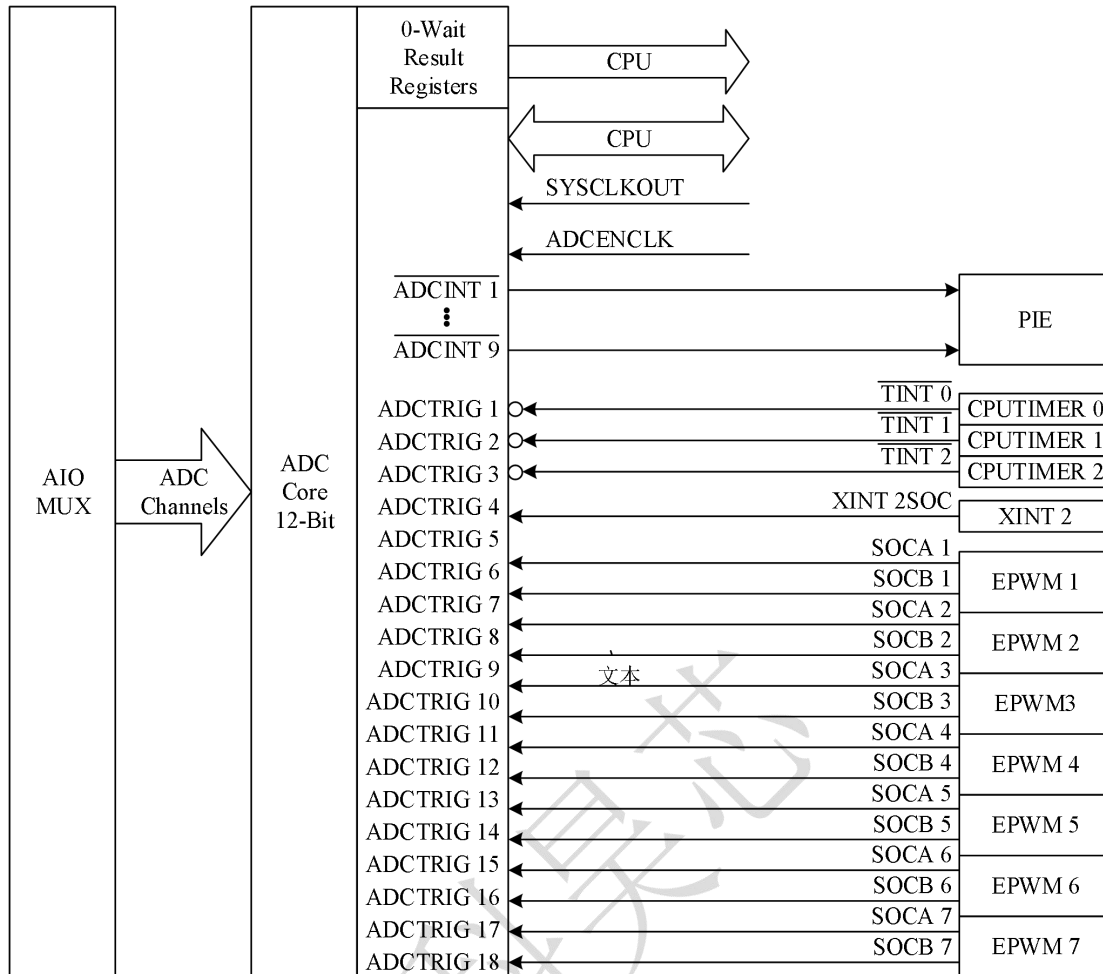 0-Wait
Result
Registers
CPU
CPU
SYSCLKOUT
ADCENCLK
ADCINT 1
ADCINT 9
PIE
AIO
MUX
ADC
Channels
ADC
Core
12-Bit
ADCTRIG 1
ADCTRIG 2
ADCTRIG 3
ADCTRIG 4
ADCTRIG 5
ADCTRIG 6
ADCTRIG 7
ADCTRIG 8
ADCTRIG 9
ADCTRIG 10
ADCTRIG 11
ADCTRIG 12
ADCTRIG 13
ADCTRIG 14
ADCTRIG 15
ADCTRIG 16
ADCTRIG 17
ADCTRIG 18
文本
TINT 0
TINT 1
TINT 2
XINT 2SOC
SOCA 1
SOCB 1
SOCA 2
SOCB 2
SOCA 3
SOCB 3
SOCA 4
SOCB 4
SOCA 5
SOCB 5
SOCA 6
SOCB 6
SOCA 7
SOCB 7
CPUTIMER 0
CPUTIMER 1
CPUTIMER 2
XINT 2
EPWM 1
EPWM 2
EPWM3
EPWM 4
EPWM 5
EPWM 6
EPWM 7
昊芯